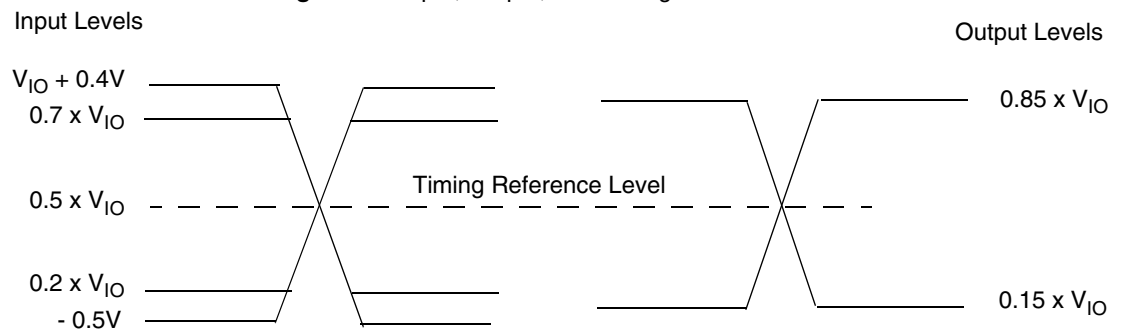 Input Levels
Output Levels
V_IO + 0.4V
0.7 x V_IO
0.85 x V_IO
Timing Reference Level
0.5 x V_IO
0.2 x V_IO
- 0.5V
0.15 x V_IO